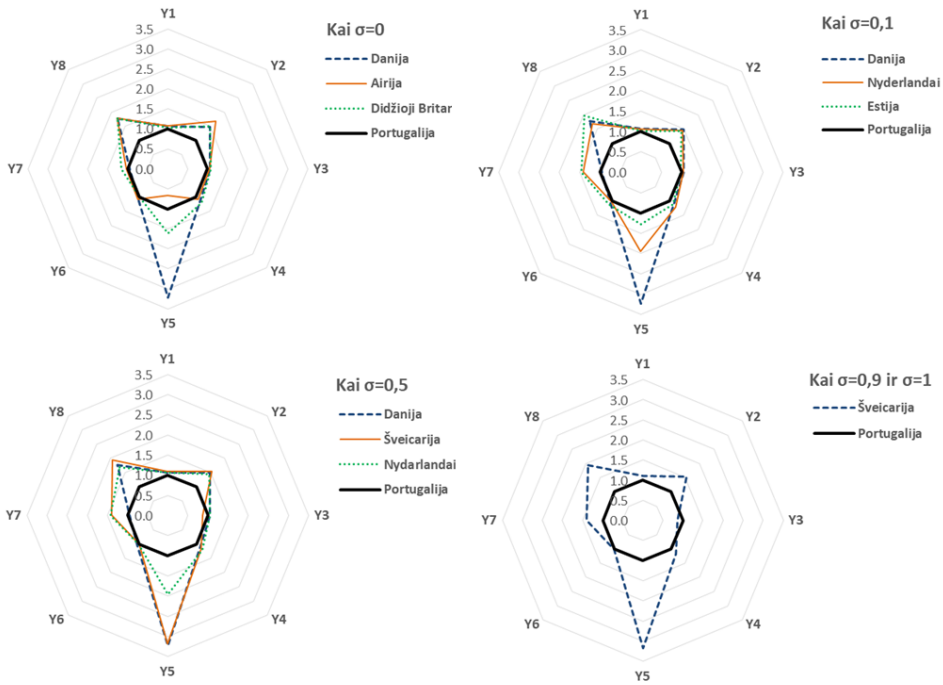 Kai σ=0
Danija
Airija
Didžioji Britar
Portugalija
Y1
Y2
Y3
Y4
Y5
Y6
Y7
Y8
3.5
3.0
2.5
2.0
1.5
1.0
0.5
0.0
Kai σ=0,1
Danija
Nyderlandai
Estija
Portugalija
Y1
Y2
Y3
Y4
Y5
Y6
Y7
Y8
3.5
3.0
2.5
2.0
1.5
1.0
0.5
0.0
Kai σ=0,5
Danija
Šveicarija
Nydarlandai
Portugalija
Y1
Y2
Y3
Y4
Y5
Y6
Y7
Y8
3.5
3.0
2.5
2.0
1.5
1.0
0.5
0.0
Kai σ=0,9 ir σ=1
Šveicarija
Portugalija
Y1
Y2
Y3
Y4
Y5
Y6
Y7
Y8
3.5
3.0
2.5
2.0
1.5
1.0
0.5
0.0